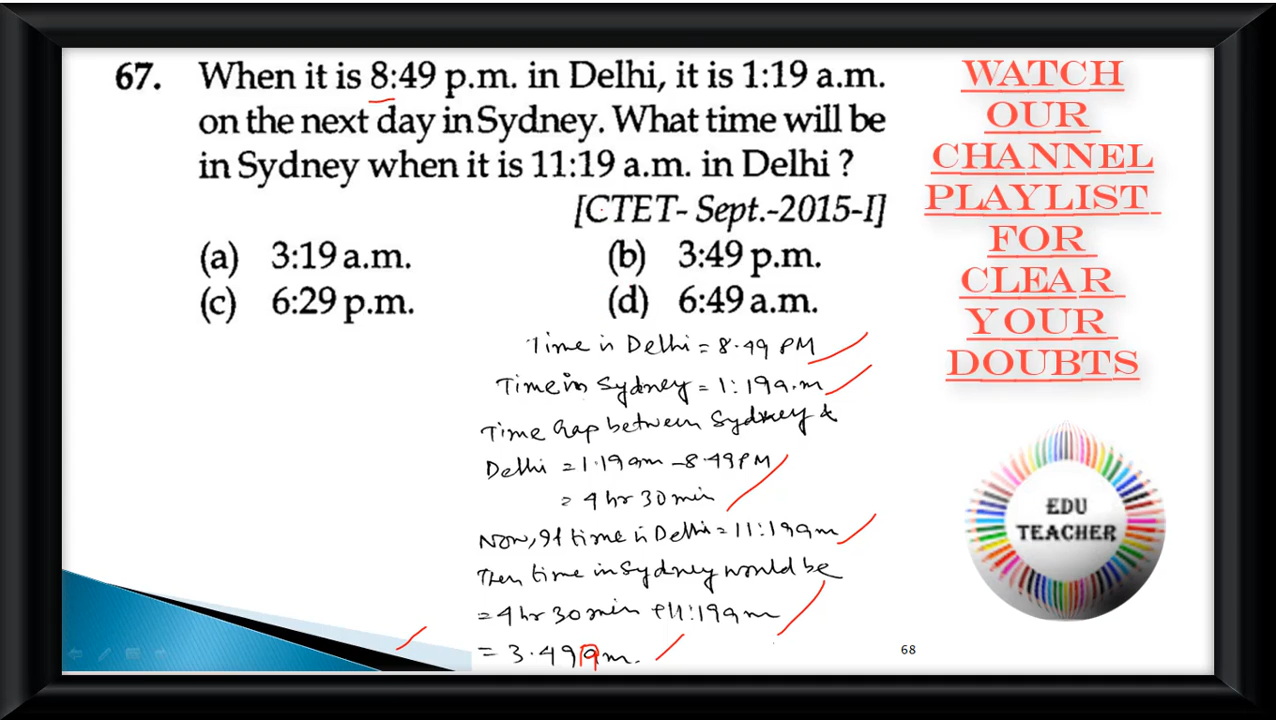 67. When it is 8:49 p.m. in Delhi, it is 1:19 a.m.
on the next day in Sydney. What time will be
in Sydney when it is 11:19 a.m. in Delhi ?
[CTET- Sept.-2015-I]
(a) 3:19 a.m. (b) 3:49 p.m.
(c) 6:29 p.m. (d) 6:49 a.m.
Time in Delhi = 8.49 PM
Time in Sydney = 1:19 a.m
Time Gap between Sydney &
Delhi = 1.19 am - 8.49 PM
= 4 hr 30 min
Now, If time in Delhi = 11:19 am
Then time in Sydney would be
= 4 hr 30 min + 11:19 am
= 3.49 Pm.
WATCH
OUR
CHANNEL
PLAYLIST
FOR
CLEAR
YOUR
DOUBTS
EDU
TEACHER
68